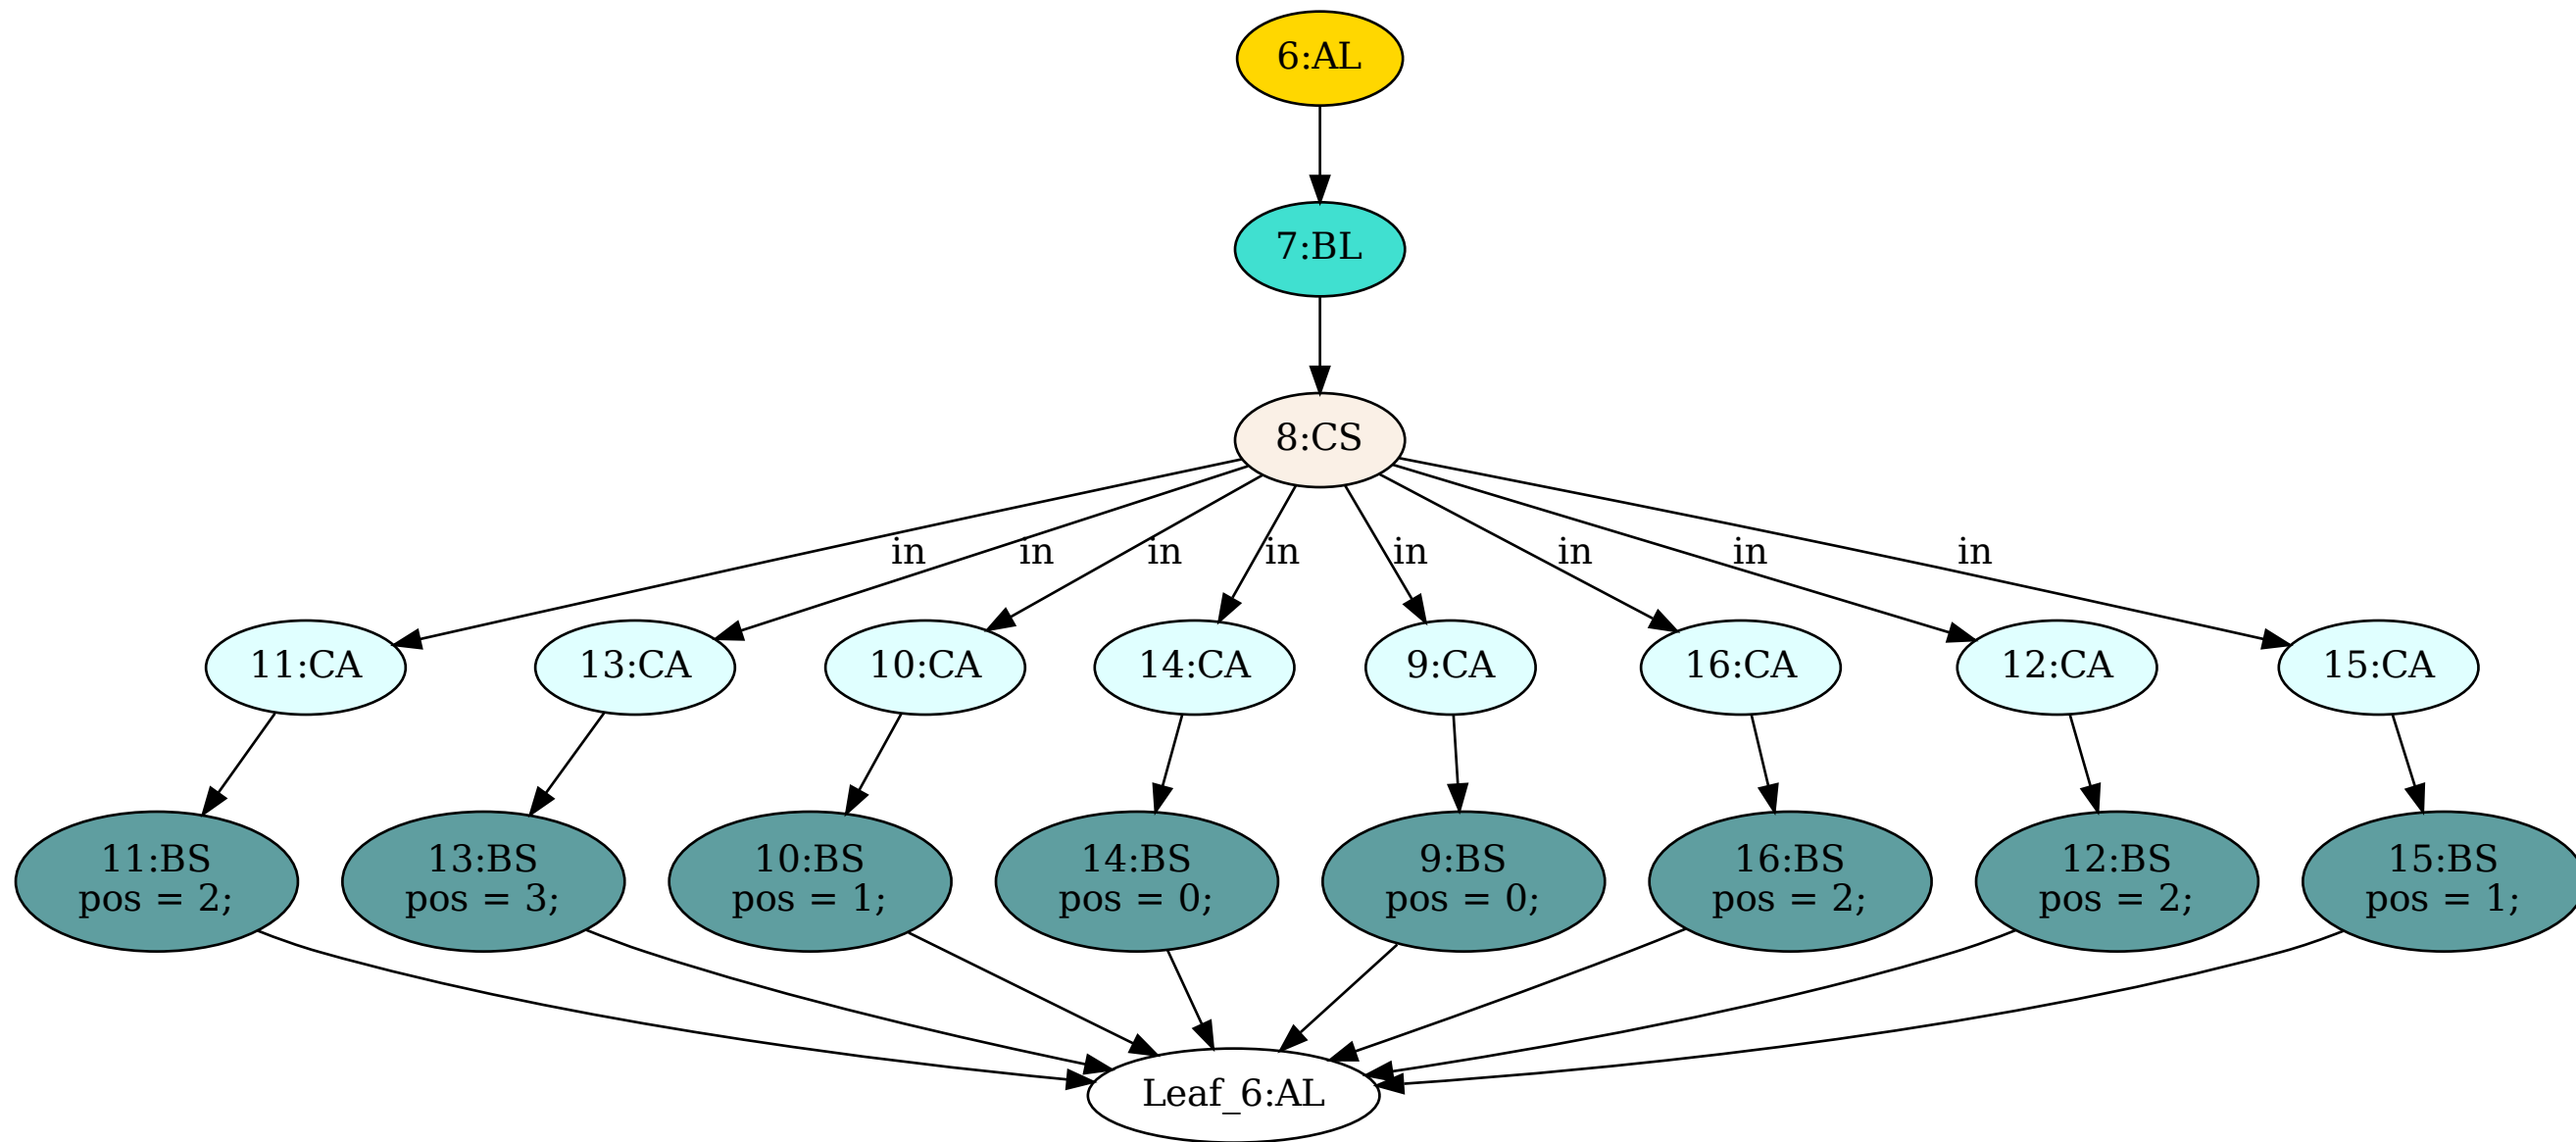 6:AL
7:BL
8:CS
in in in in in in in in
11:CA 13:CA 10:CA 14:CA 9:CA 16:CA 12:CA 15:CA
11:BS
pos = 2;
13:BS
pos = 3;
10:BS
pos = 1;
14:BS
pos = 0;
9:BS
pos = 0;
16:BS
pos = 2;
12:BS
pos = 2;
15:BS
pos = 1;
Leaf_6:AL